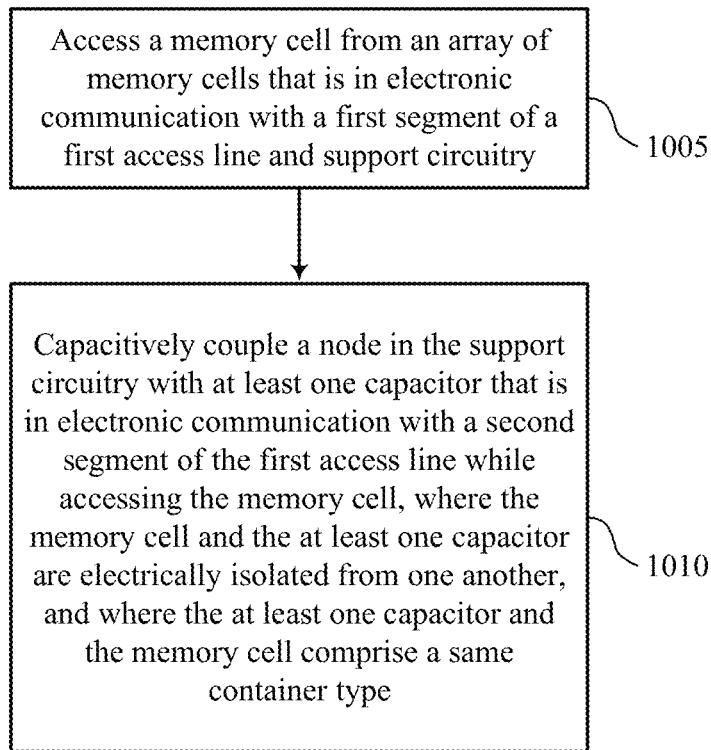 Access a memory cell from an array of
memory cells that is in electronic
communication with a first segment of a
first access line and support circuitry
1005
Capacitively couple a node in the support
circuitry with at least one capacitor that is
in electronic communication with a second
segment of the first access line while
accessing the memory cell, where the
memory cell and the at least one capacitor
are electrically isolated from one another,
and where the at least one capacitor and
the memory cell comprise a same
container type
1010